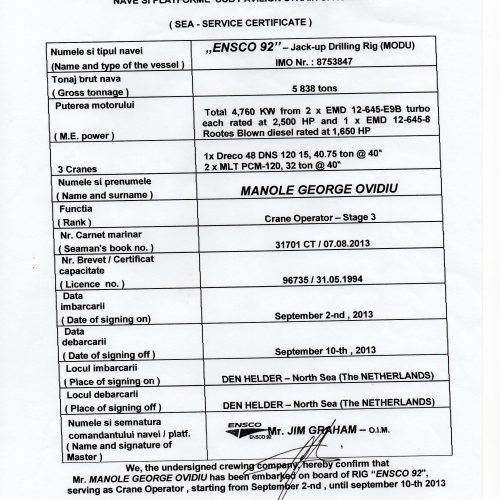 ( SEA - SERVICE CERTIFICATE )
Numele si tipul navei
(Name and type of the vessel )
„ENSCO 92” – Jack-up Drilling Rig (MODU)
IMO Nr. : 8753847
Tonaj brut nava
( Gross tonnage )
5 838 tons
Puterea motorului
( M.E. power )
Total 4,760 KW from 2 x EMD 12-645-E9B turbo
each rated at 2,500 HP and 1 x EMD 12-645-8
Rootes Blown diesel rated at 1,650 HP
3 Cranes
1x Dreco 48 DNS 120 15, 40.75 ton @ 40"
2 x MLT PCM-120, 32 ton @ 40"
Numele si prenumele
( Name and surname )
MANOLE GEORGE OVIDIU
Functia
( Rank )
Crane Operator – Stage 3
Nr. Carnet marinar
( Seaman's book no. )
31701 CT / 07.08.2013
Nr. Brevet / Certificat
capacitate
( Licence no. )
96735 / 31.05.1994
Data
imbarcarii
( Date of signing on)
September 2-nd , 2013
Data
debarcarii
( Date of signing off )
September 10-th , 2013
Locul imbarcarii
( Place of signing on )
DEN HELDER – North Sea (The NETHERLANDS)
Locul debarcarii
( Place of signing off )
DEN HELDER – North Sea (The NETHERLANDS)
Numele si semnatura
comandantului navei / platf.
( Name and signature of
Master )
ENSCO
ENSCO 92
Mr. JIM GRAHAM – O.I.M.
We, the undersigned crewing company, hereby confirm that
Mr. MANOLE GEORGE OVIDIU has been embarked on board of RIG "ENSCO 92",
serving as Crane Operator , starting from September 2-nd , until september 10-th 2013